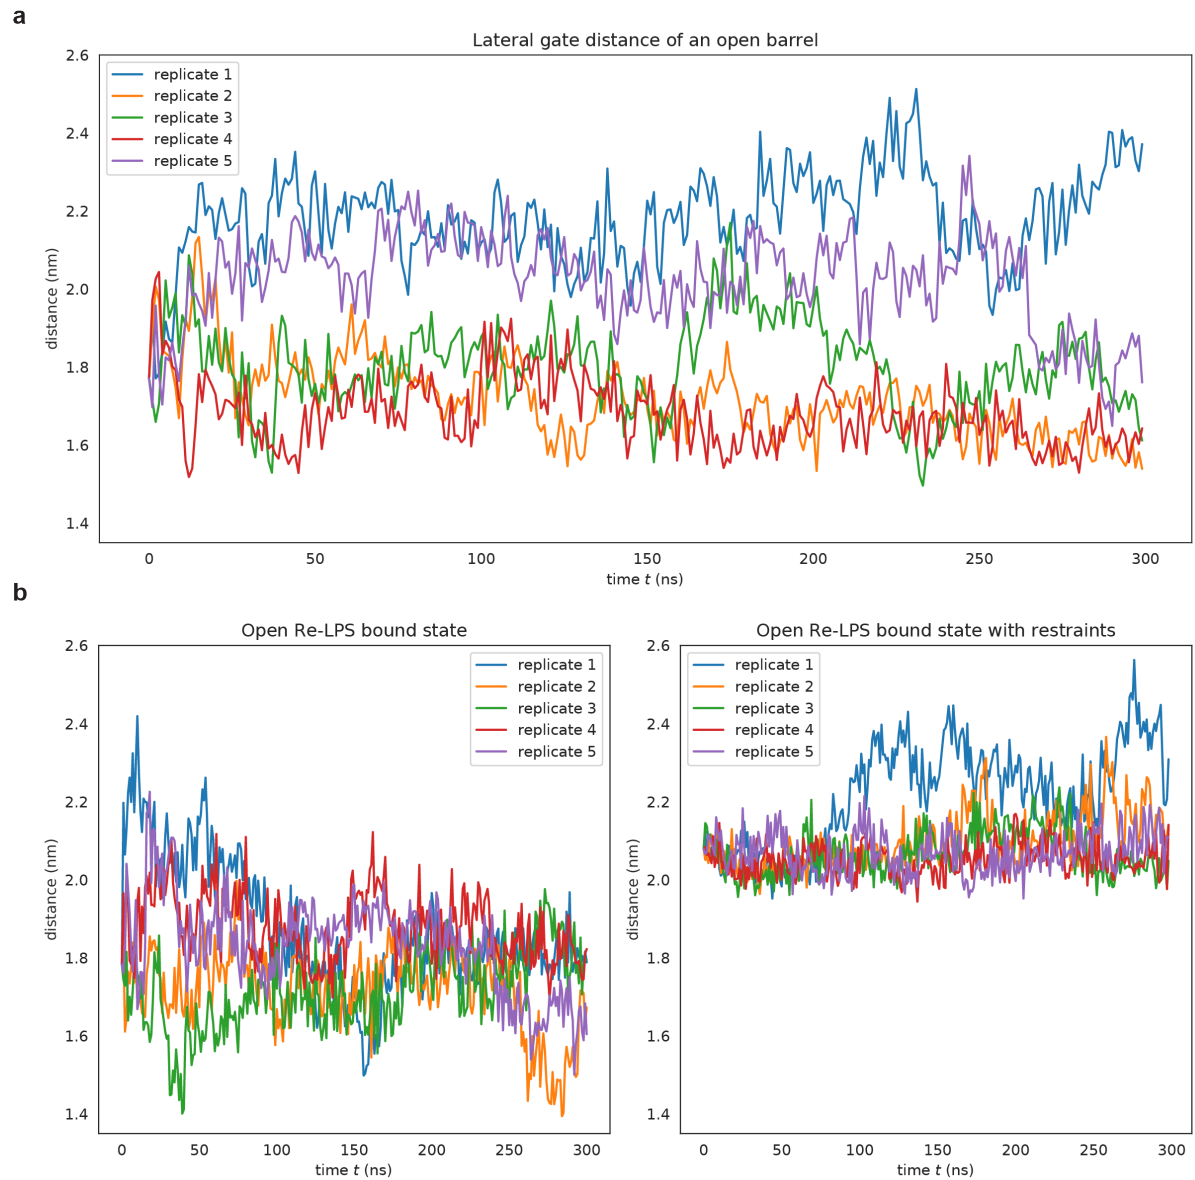 a
Lateral gate distance of an open barrel
2.6
2.4
2.2
2.0
1.8
1.6
1.4
distance (nm)
replicate 1
replicate 2
replicate 3
replicate 4
replicate 5
0 50 100 150 200 250 300
time t (ns)
b
Open Re-LPS bound state
2.6
2.4
2.2
2.0
1.8
1.6
1.4
distance (nm)
replicate 1
replicate 2
replicate 3
replicate 4
replicate 5
0 50 100 150 200 250 300
time t (ns)
Open Re-LPS bound state with restraints
2.6
2.4
2.2
2.0
1.8
1.6
1.4
distance (nm)
replicate 1
replicate 2
replicate 3
replicate 4
replicate 5
0 50 100 150 200 250 300
time t (ns)